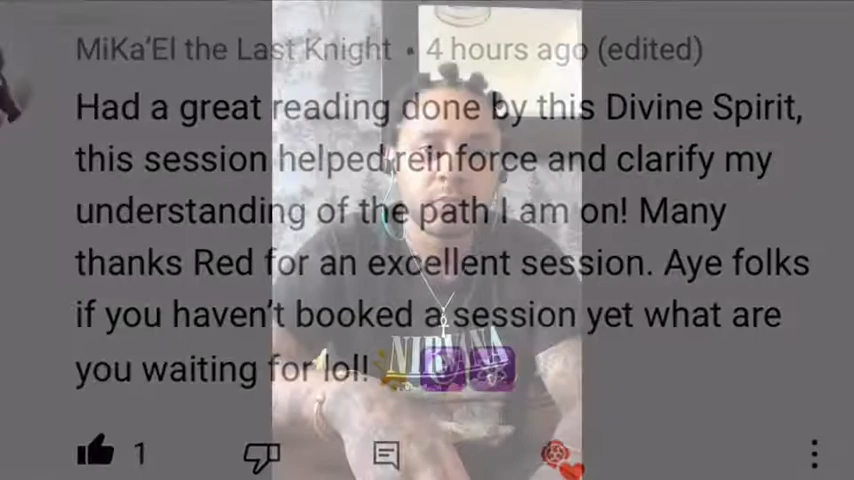 MiKa'El the Last Knight • 4 hours ago (edited)
Had a great reading done by this Divine Spirit,
this session helped reinforce and clarify my
understanding of the path I am on! Many
thanks Red for an excellent session. Aye folks
if you haven't booked a session yet what are
you waiting for lol!
NIRVANA
1